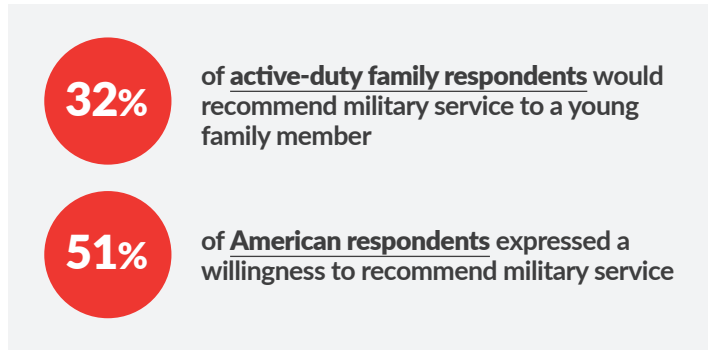 32%
of active-duty family respondents would
recommend military service to a young
family member
51%
of American respondents expressed a
willingness to recommend military service